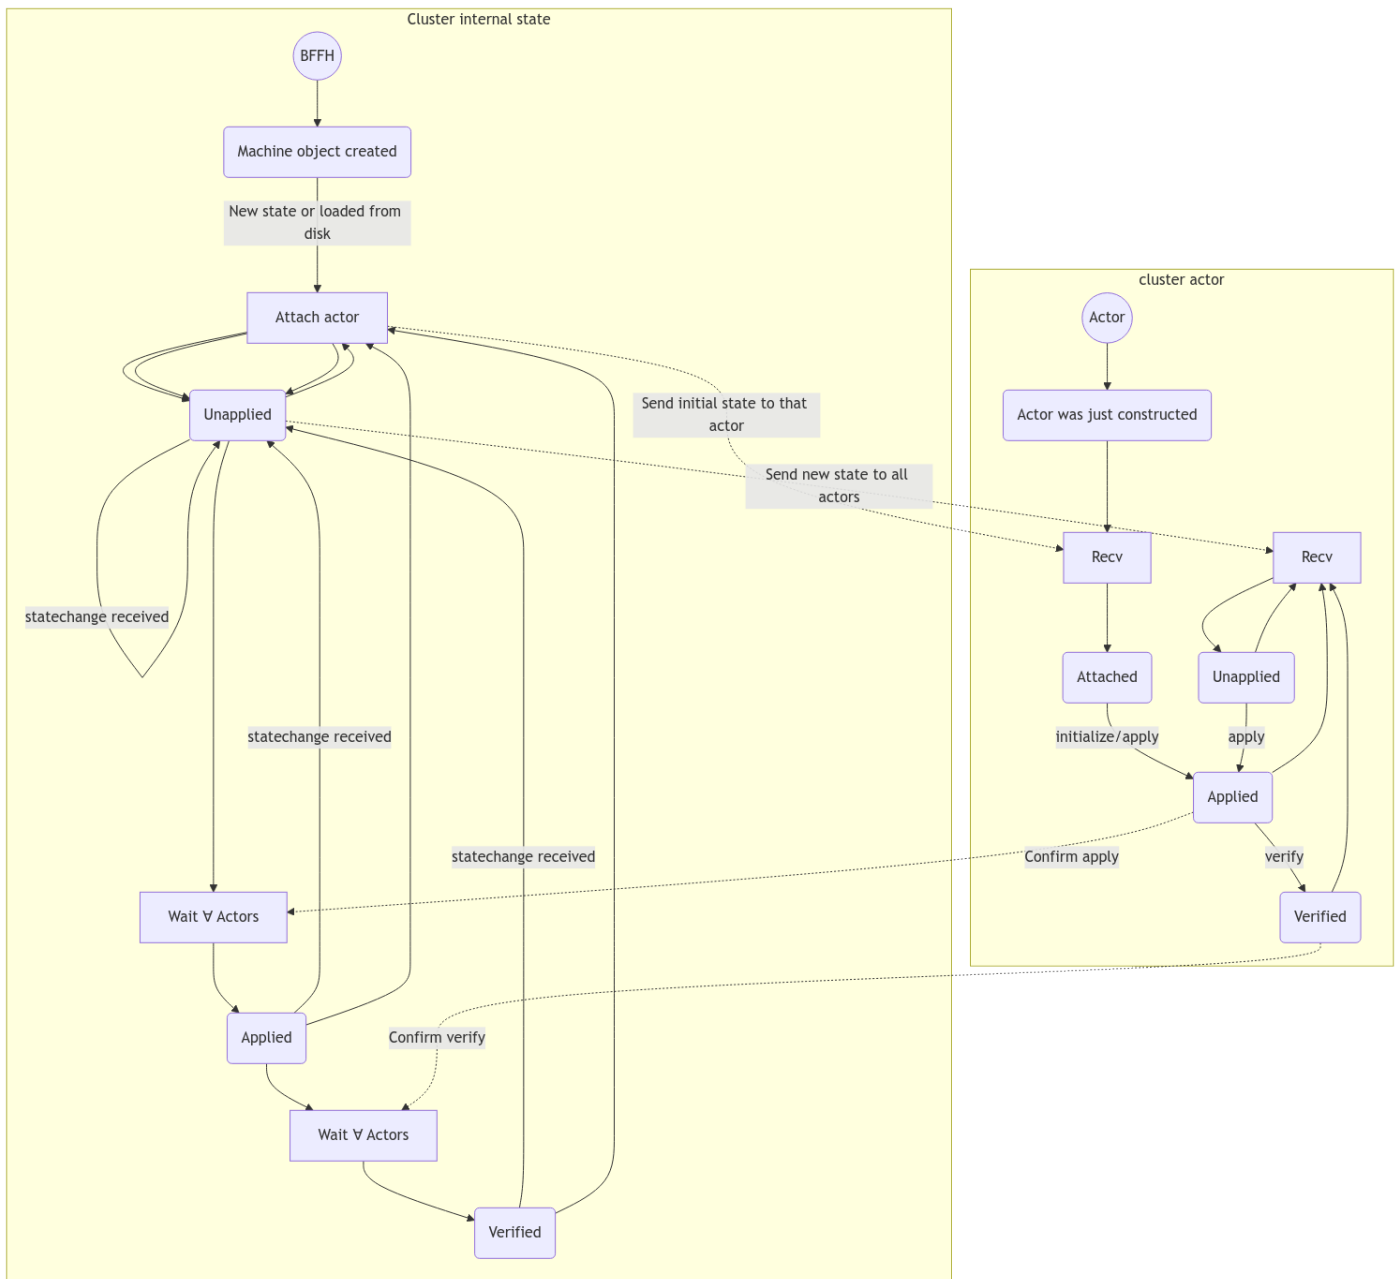 Cluster internal state
BFFH
Machine object created
New state or loaded from
disk
Attach actor
Unapplied
statechange received
statechange received
statechange received
Wait ∀ Actors
Applied
Wait ∀ Actors
Verified
Send initial state to that
actor
Send new state to all
actors
Confirm apply
Confirm verify
cluster actor
Actor
Actor was just constructed
Recv
Recv
Attached
Unapplied
initialize/apply
apply
Applied
verify
Verified